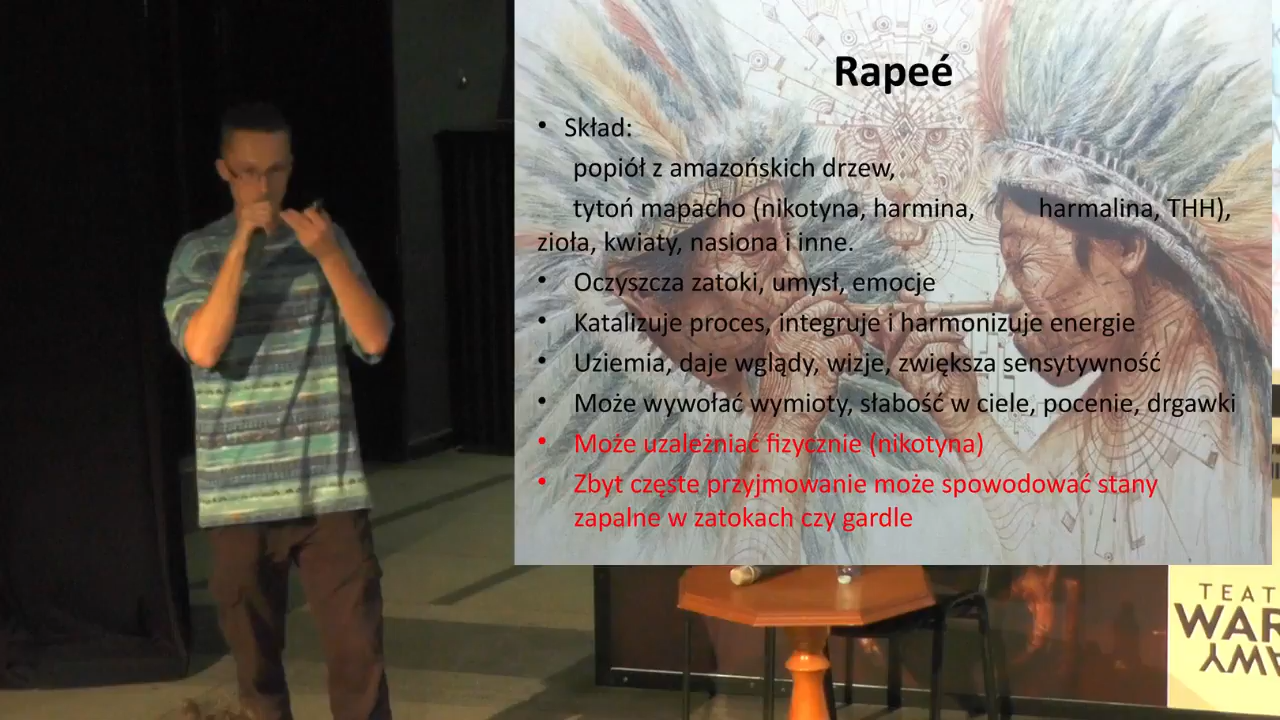 Rapeé
• Skład:
popiół z amazońskich drzew,
tytoń mapacho (nikotyna, harmina, harmalina, THH),
zioła, kwiaty, nasiona i inne.
• Oczyszcza zatoki, umysł, emocje
• Katalizuje proces, integruje i harmonizuje energie
• Uziemia, daje wglądy, wizje, zwiększa sensytywność
• Może wywołać wymioty, słabość w ciele, pocenie, drgawki
• Może uzależniać fizycznie (nikotyna)
• Zbyt częste przyjmowanie może spowodować stany
zapalne w zatokach czy gardle
TEAT
WAR
AWY